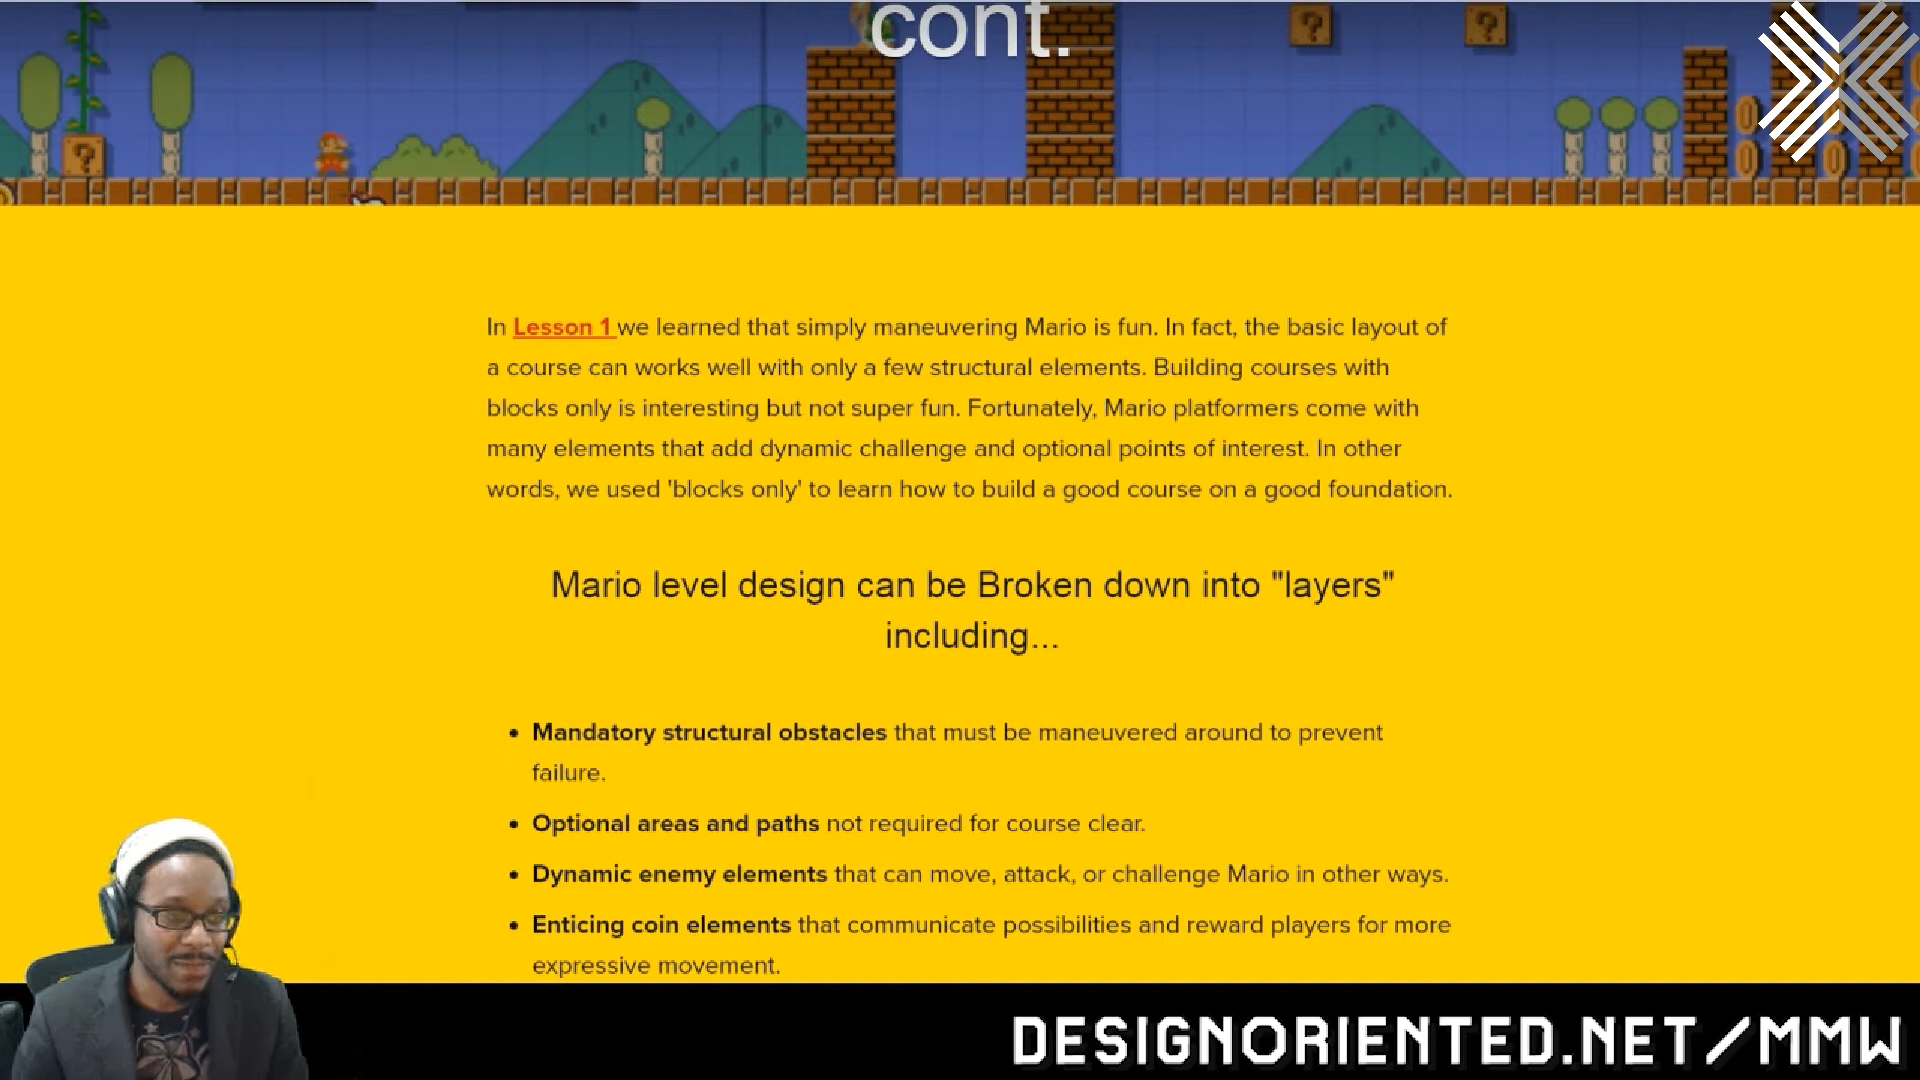 cont.
In Lesson 1 we learned that simply maneuvering Mario is fun. In fact, the basic layout of
a course can works well with only a few structural elements. Building courses with
blocks only is interesting but not super fun. Fortunately, Mario platformers come with
many elements that add dynamic challenge and optional points of interest. In other
words, we used 'blocks only' to learn how to build a good course on a good foundation.
Mario level design can be Broken down into "layers"
including...
• Mandatory structural obstacles that must be maneuvered around to prevent
failure.
• Optional areas and paths not required for course clear.
• Dynamic enemy elements that can move, attack, or challenge Mario in other ways.
• Enticing coin elements that communicate possibilities and reward players for more
expressive movement.
DESIGNORIENTED.NET/MMW